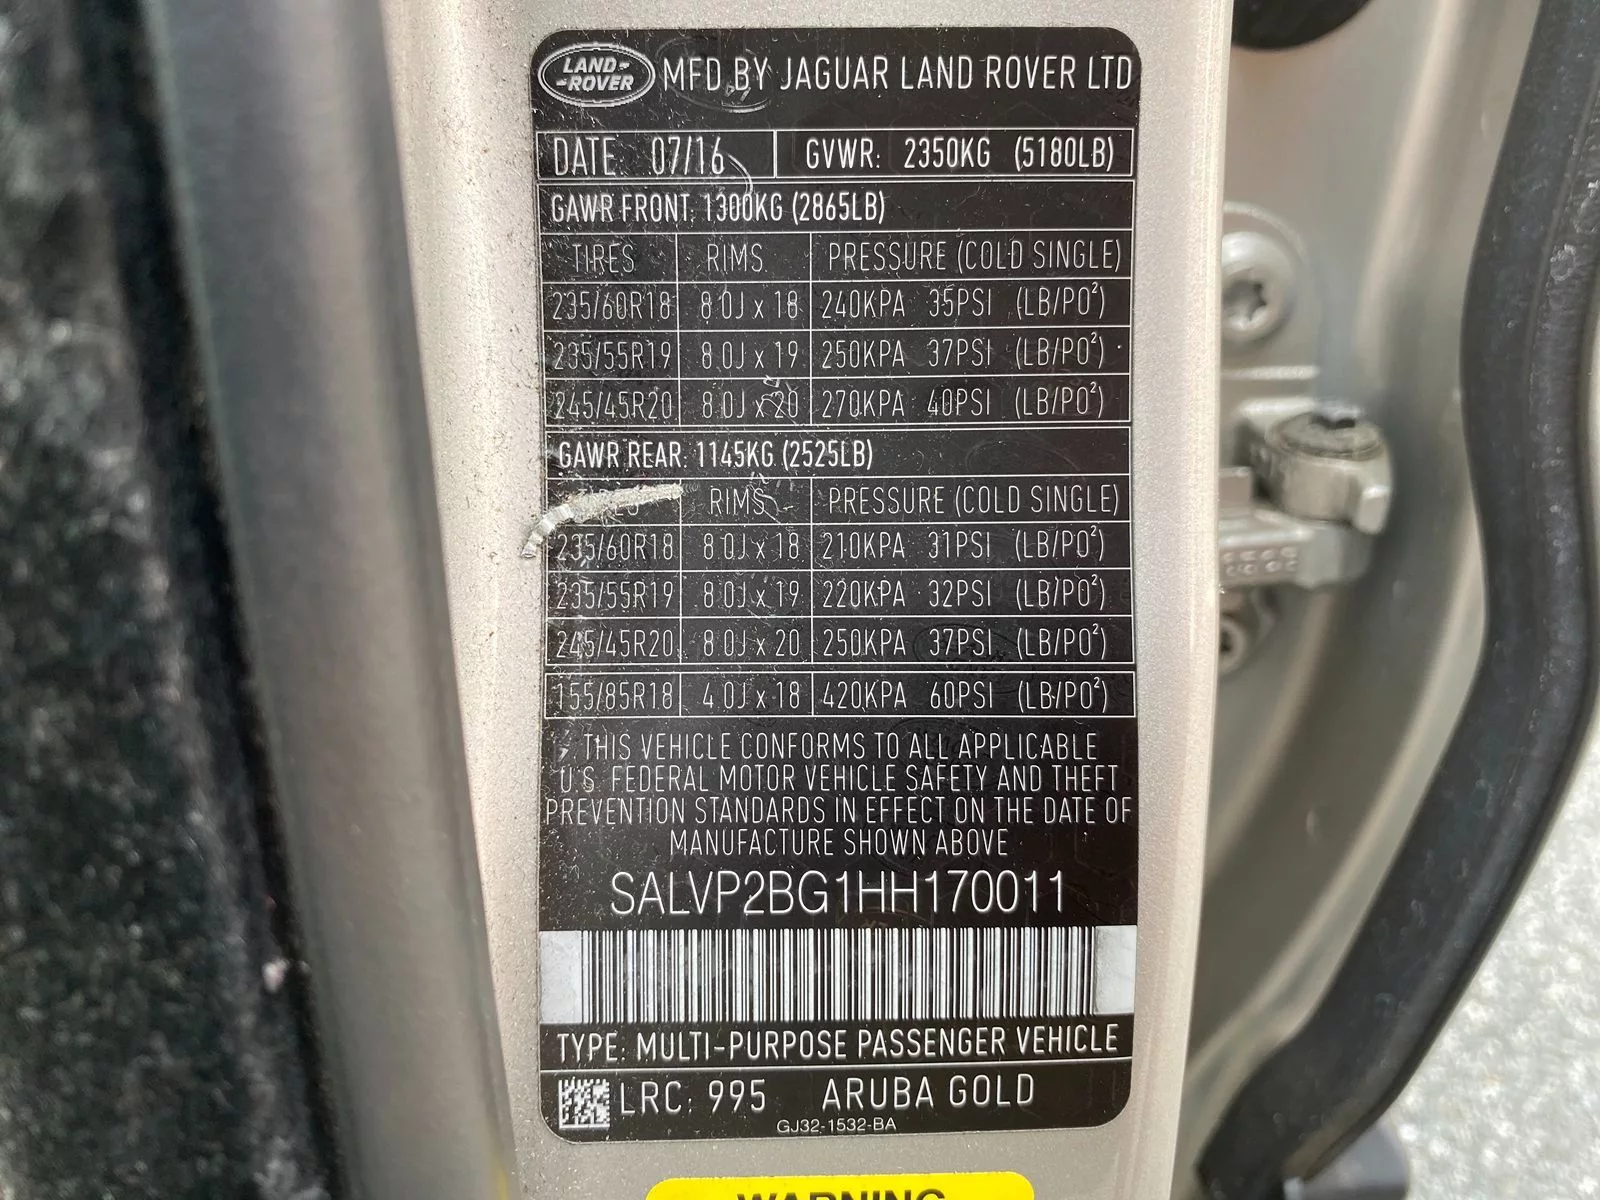 LAND-
-ROVER
MFD BY JAGUAR LAND ROVER LTD
DATE 07/16 GVWR: 2350KG (5180LB)
GAWR FRONT: 1300KG (2865LB)
TIRES RIMS PRESSURE (COLD SINGLE)
235/60R18 8.0J x 18 240KPA 35PSI (LB/PO²)
235/55R19 8.0J x 19 250KPA 37PSI (LB/PO²)
245/45R20 8.0J x 20 270KPA 40PSI (LB/PO²)
GAWR REAR: 1145KG (2525LB)
RIMS PRESSURE (COLD SINGLE)
235/60R18 8.0J x 18 210KPA 31PSI (LB/PO²)
235/55R19 8.0J x 19 220KPA 32PSI (LB/PO²)
245/45R20 8.0J x 20 250KPA 37PSI (LB/PO²)
155/85R18 4.0J x 18 420KPA 60PSI (LB/PO²)
THIS VEHICLE CONFORMS TO ALL APPLICABLE
U.S. FEDERAL MOTOR VEHICLE SAFETY AND THEFT
PREVENTION STANDARDS IN EFFECT ON THE DATE OF
MANUFACTURE SHOWN ABOVE
SALVP2BG1HH170011
TYPE: MULTI-PURPOSE PASSENGER VEHICLE
LRC: 995 ARUBA GOLD
GJ32-1532-BA
WARNING